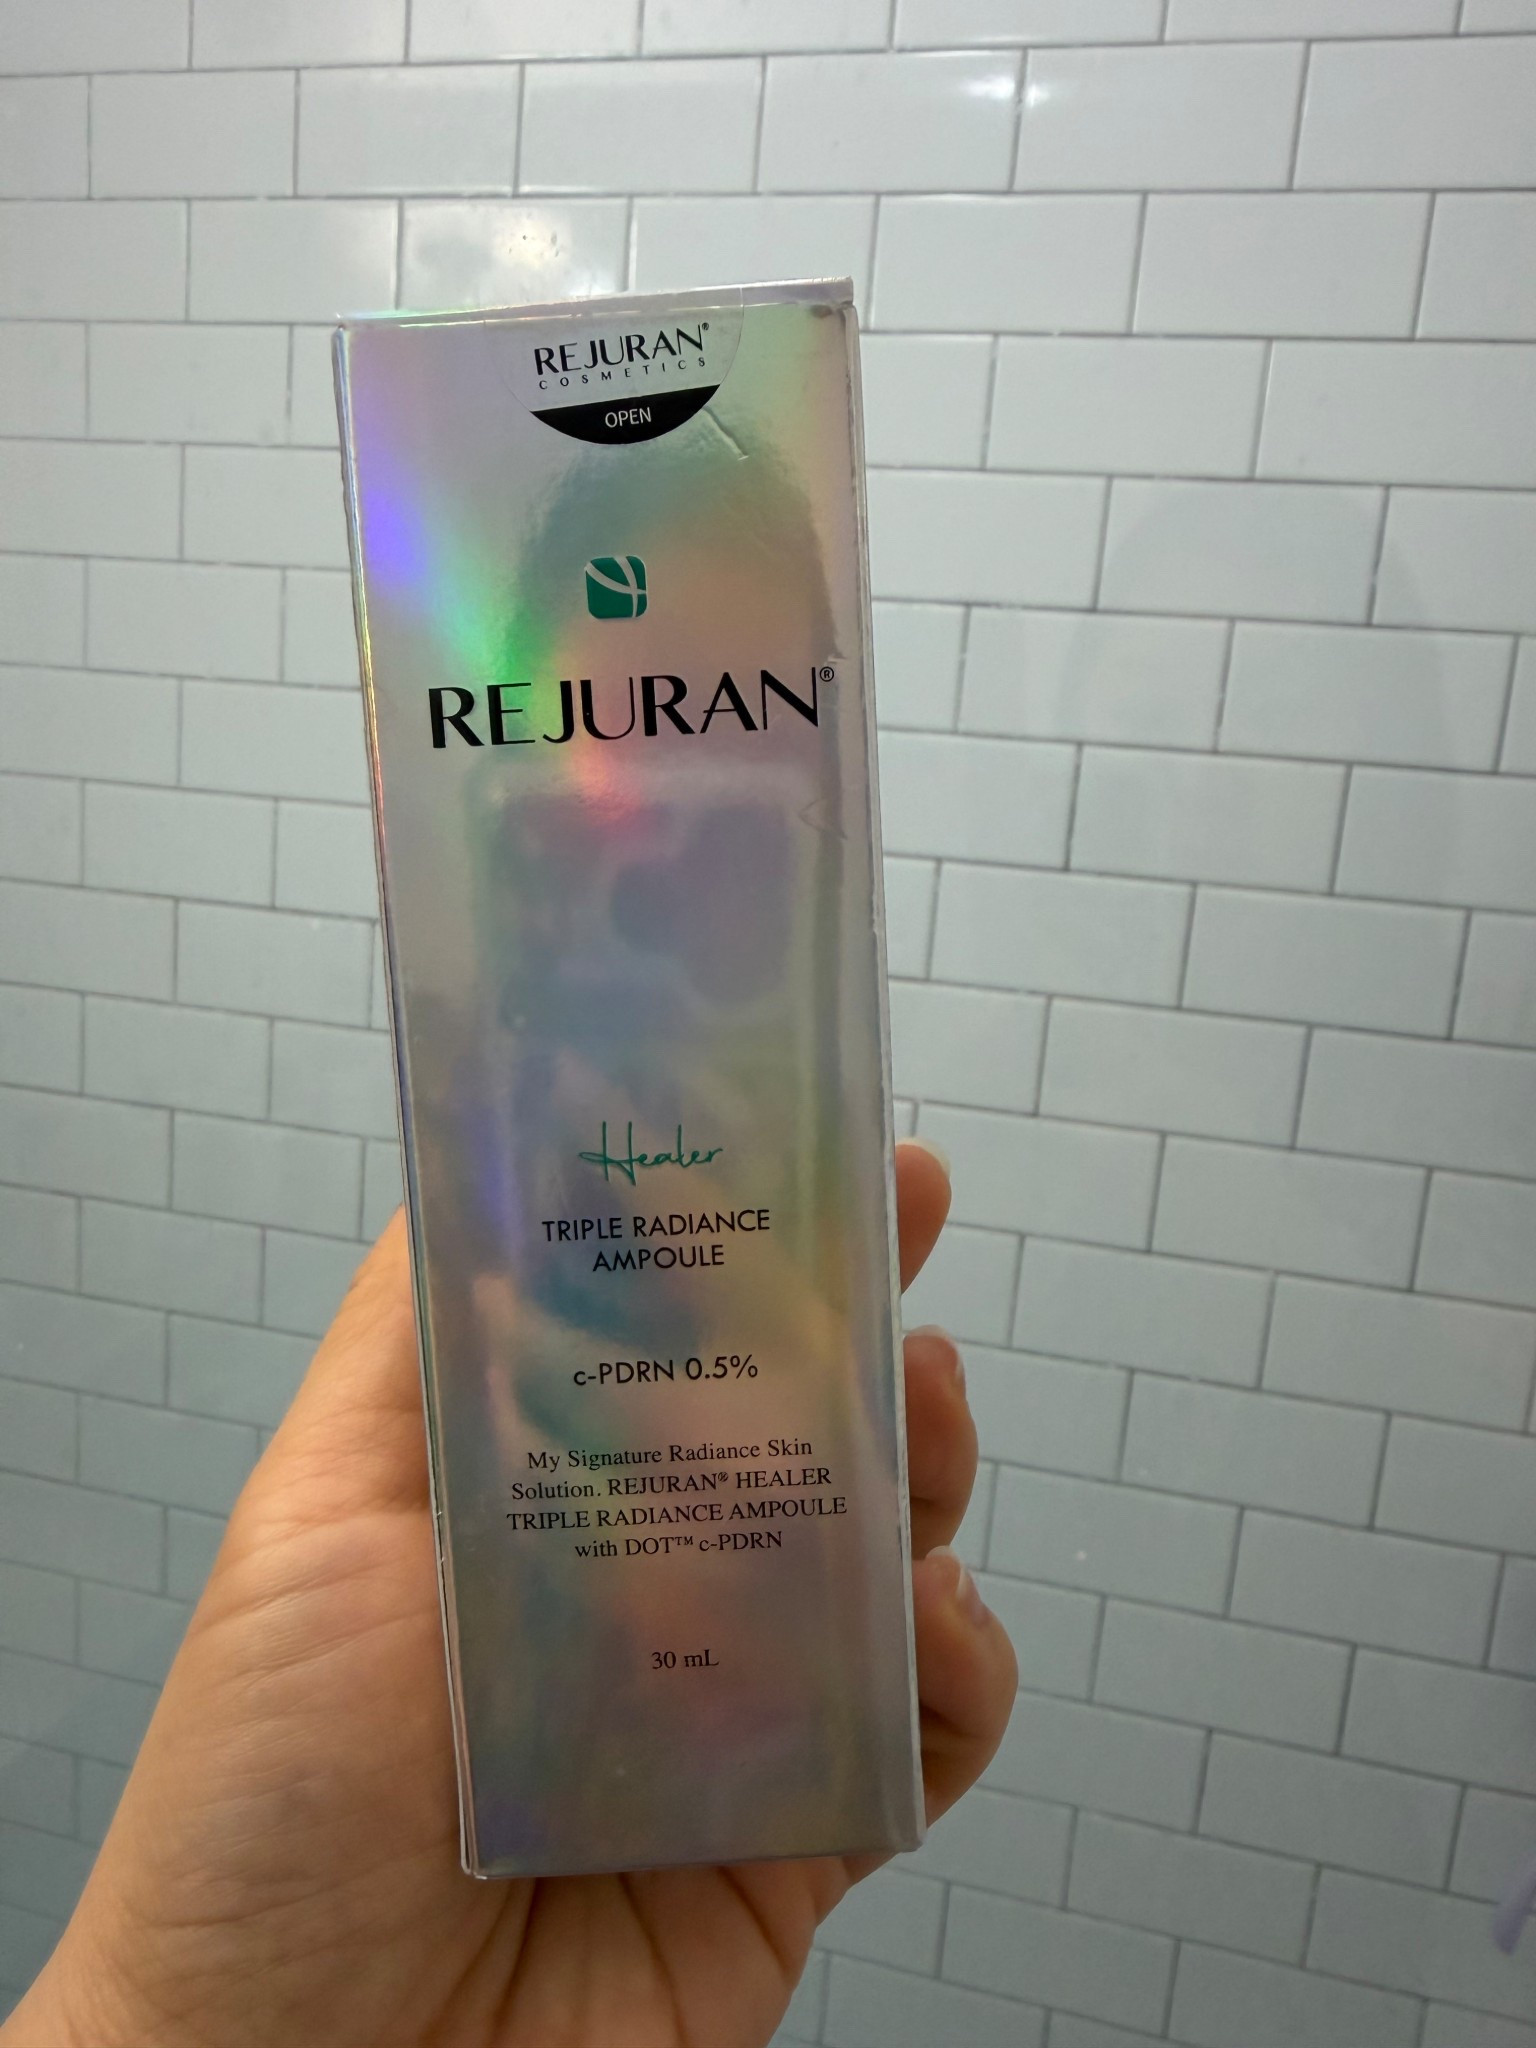 REJURAN®
COSMETICS
OPEN
REJURAN®
Healer
TRIPLE RADIANCE
AMPOULE
c-PDRN 0.5%
My Signature Radiance Skin
Solution. REJURAN® HEALER
TRIPLE RADIANCE AMPOULE
with DOT™ c-PDRN
30 mL